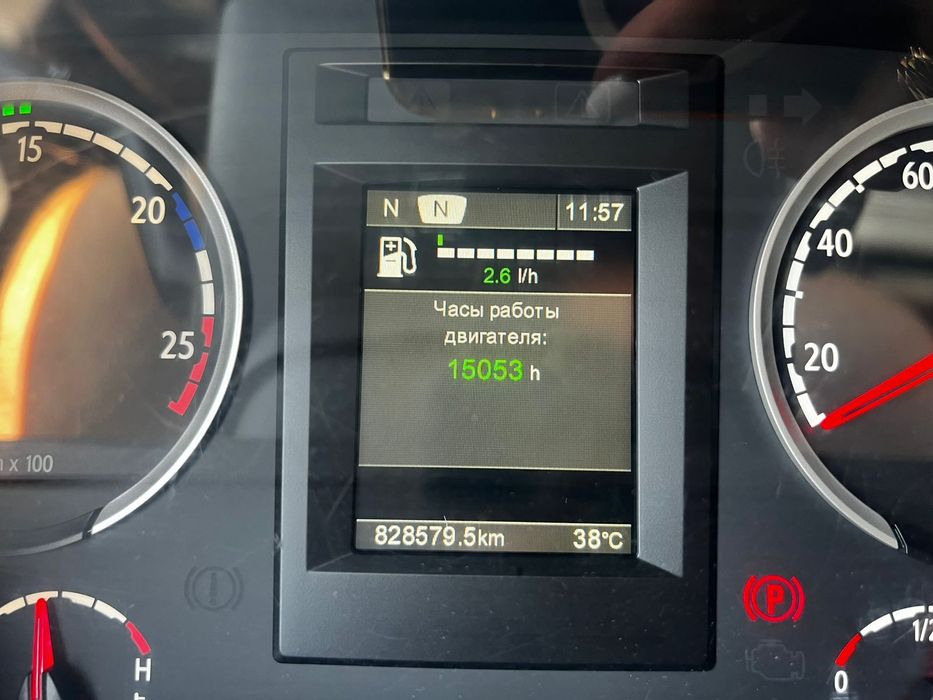 N N 11:57
2.6 l/h
Часы работы
двигателя:
15053 h
828579.5km 38°C
15
20
25
x 100
60
40
20
P
H
1/2
0